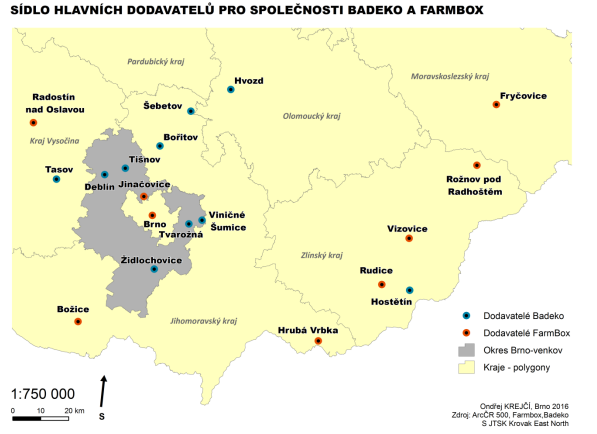 SÍDLO HLAVNÍCH DODAVATELŮ PRO SPOLEČNOSTI BADEKO A FARMBOX
Pardubický kraj
Moravskoslezský kraj
Hvozd
Radostín
nad Oslavou
Šebetov
Fryčovice
Olomoucký kraj
Kraj Vysočina
Bořitov
Tišnov
Tasov
Deblín
Jinačovice
Rožnov pod
Radhoštěm
Brno
Tvarožná
Viničné
Šumice
Vizovice
Zlínský kraj
Židlochovice
Rudice
Hostětín
Božice
Jihomoravský kraj
Hrubá Vrbka
Dodavatelé Badeko
Dodavatelé FarmBox
Okres Brno-venkov
Kraje - polygony
1:750 000
0 10 20 km
S
Ondřej KREJČÍ, Brno 2016
Zdroj: ArcČR 500, Farmbox,Badeko
S JTSK Krovak East North